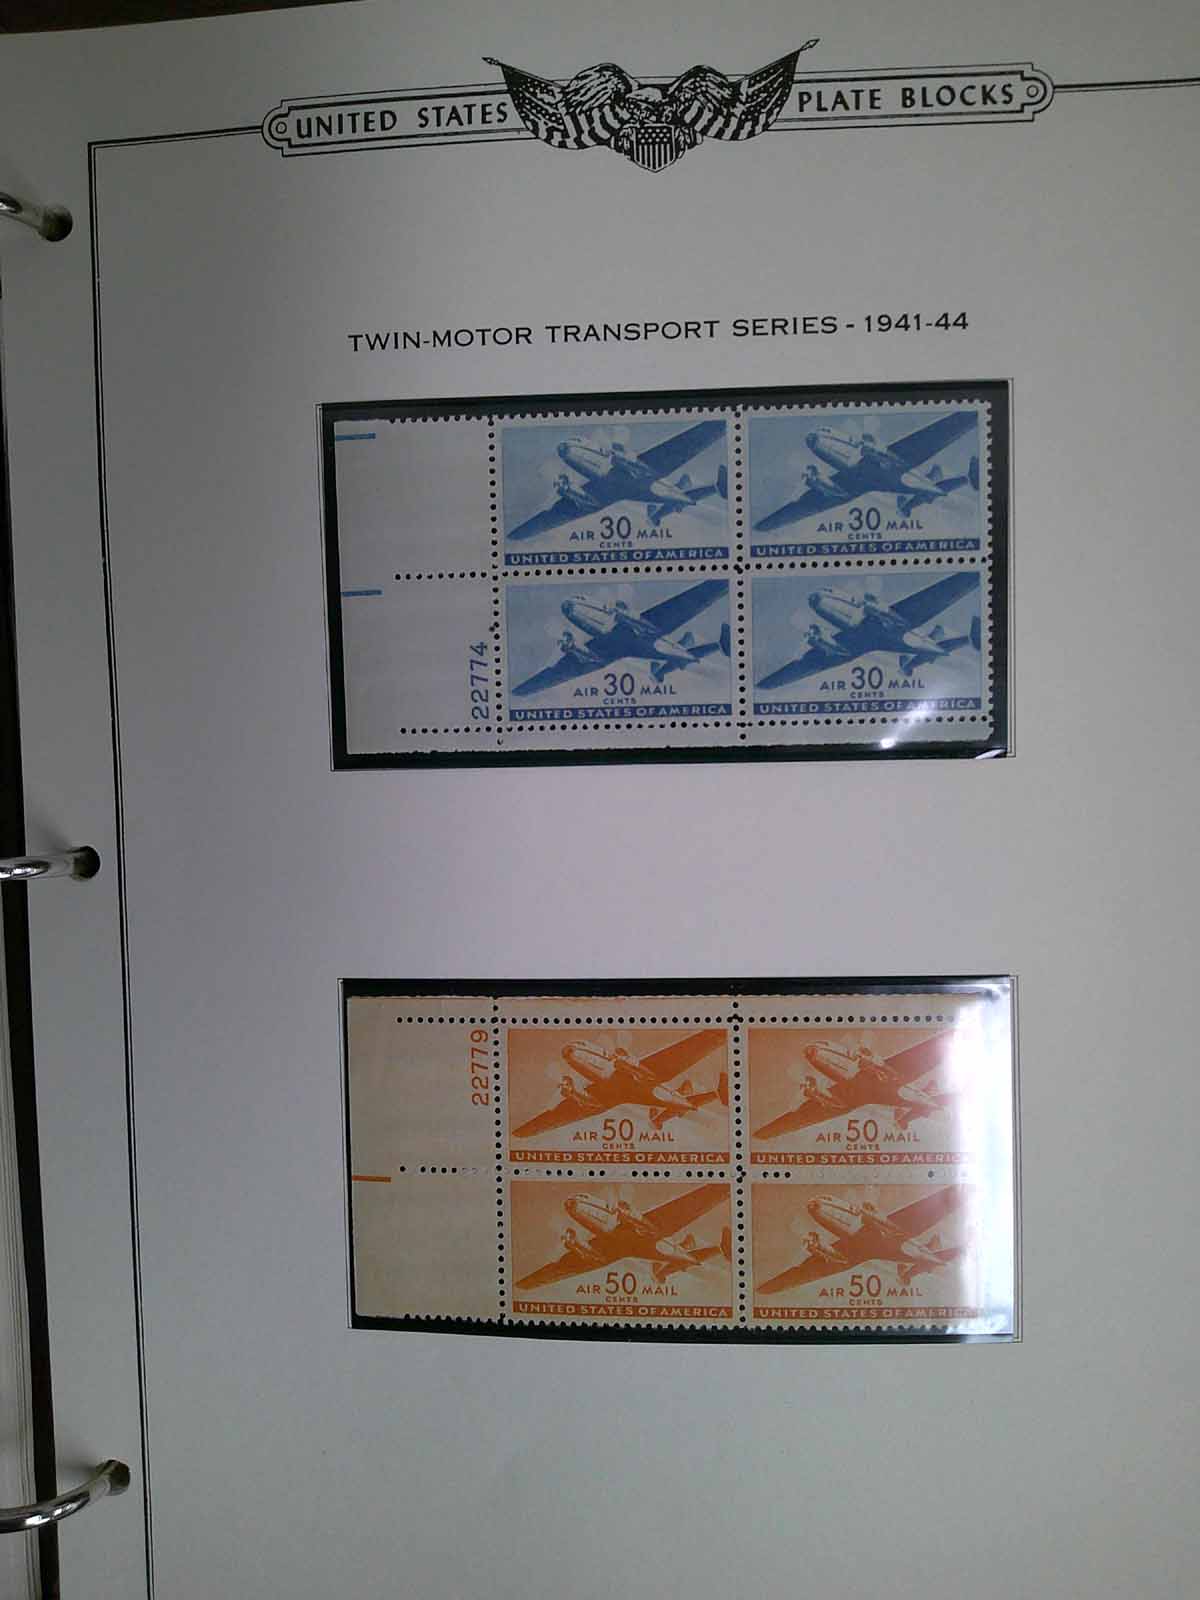 UNITED STATES PLATE BLOCKS
TWIN-MOTOR TRANSPORT SERIES - 1941-44
AIR 30 MAIL
CENTS
UNITED STATES OF AMERICA
AIR 30 MAIL
CENTS
UNITED STATES OF AMERICA
22774
AIR 30 MAIL
CENTS
UNITED STATES OF AMERICA
AIR 30 MAIL
CENTS
UNITED STATES OF AMERICA
22779
AIR 50 MAIL
CENTS
UNITED STATES OF AMERICA
AIR 50 MAIL
CENTS
UNITED STATES OF AMERICA
AIR 50 MAIL
CENTS
UNITED STATES OF AMERICA
AIR 50 MAIL
CENTS
UNITED STATES OF AMERICA